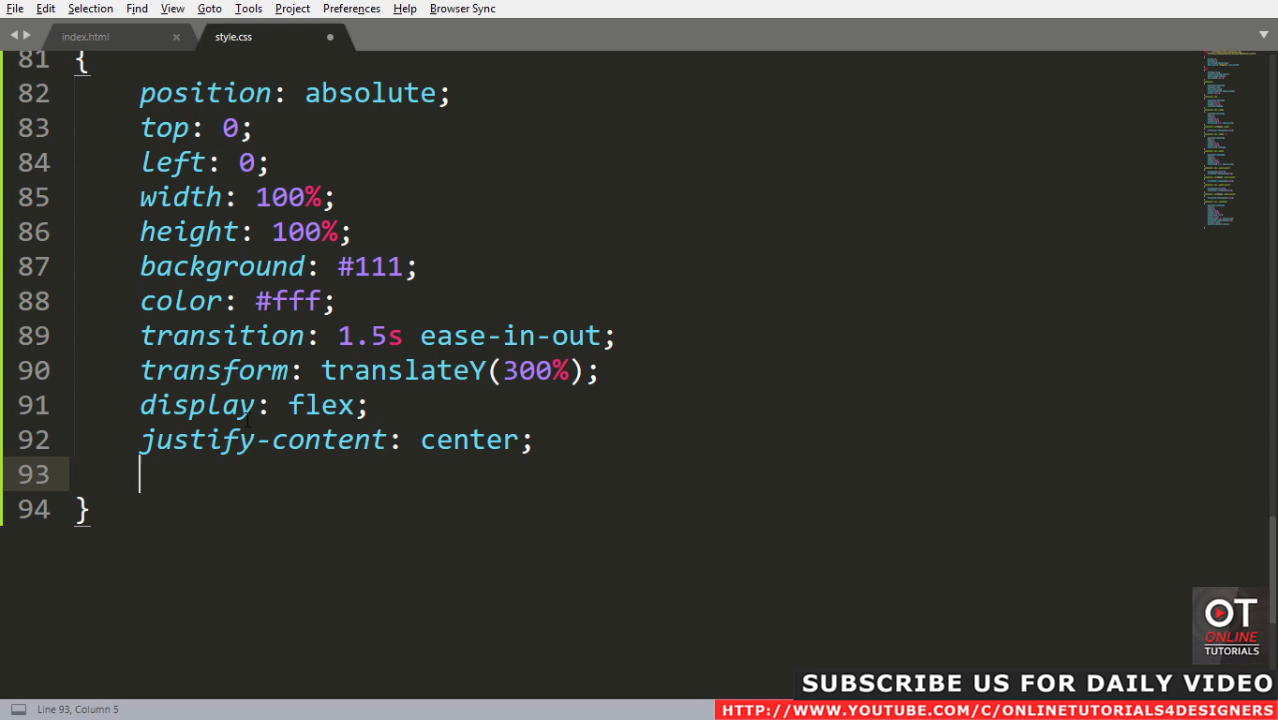 File Edit Selection Find View Goto Tools Project Preferences Help Browser Sync
index.html style.css
81 {
82 position: absolute;
83 top: 0;
84 left: 0;
85 width: 100%;
86 height: 100%;
87 background: #111;
88 color: #fff;
89 transition: 1.5s ease-in-out;
90 transform: translateY(300%);
91 display: flex;
92 justify-content: center;
93
94 }
OT
ONLINE
TUTORIALS
SUBSCRIBE US FOR DAILY VIDEO
Line 93, Column 5
HTTP://WWW.YOUTUBE.COM/C/ONLINETUTORIALS4DESIGNERS